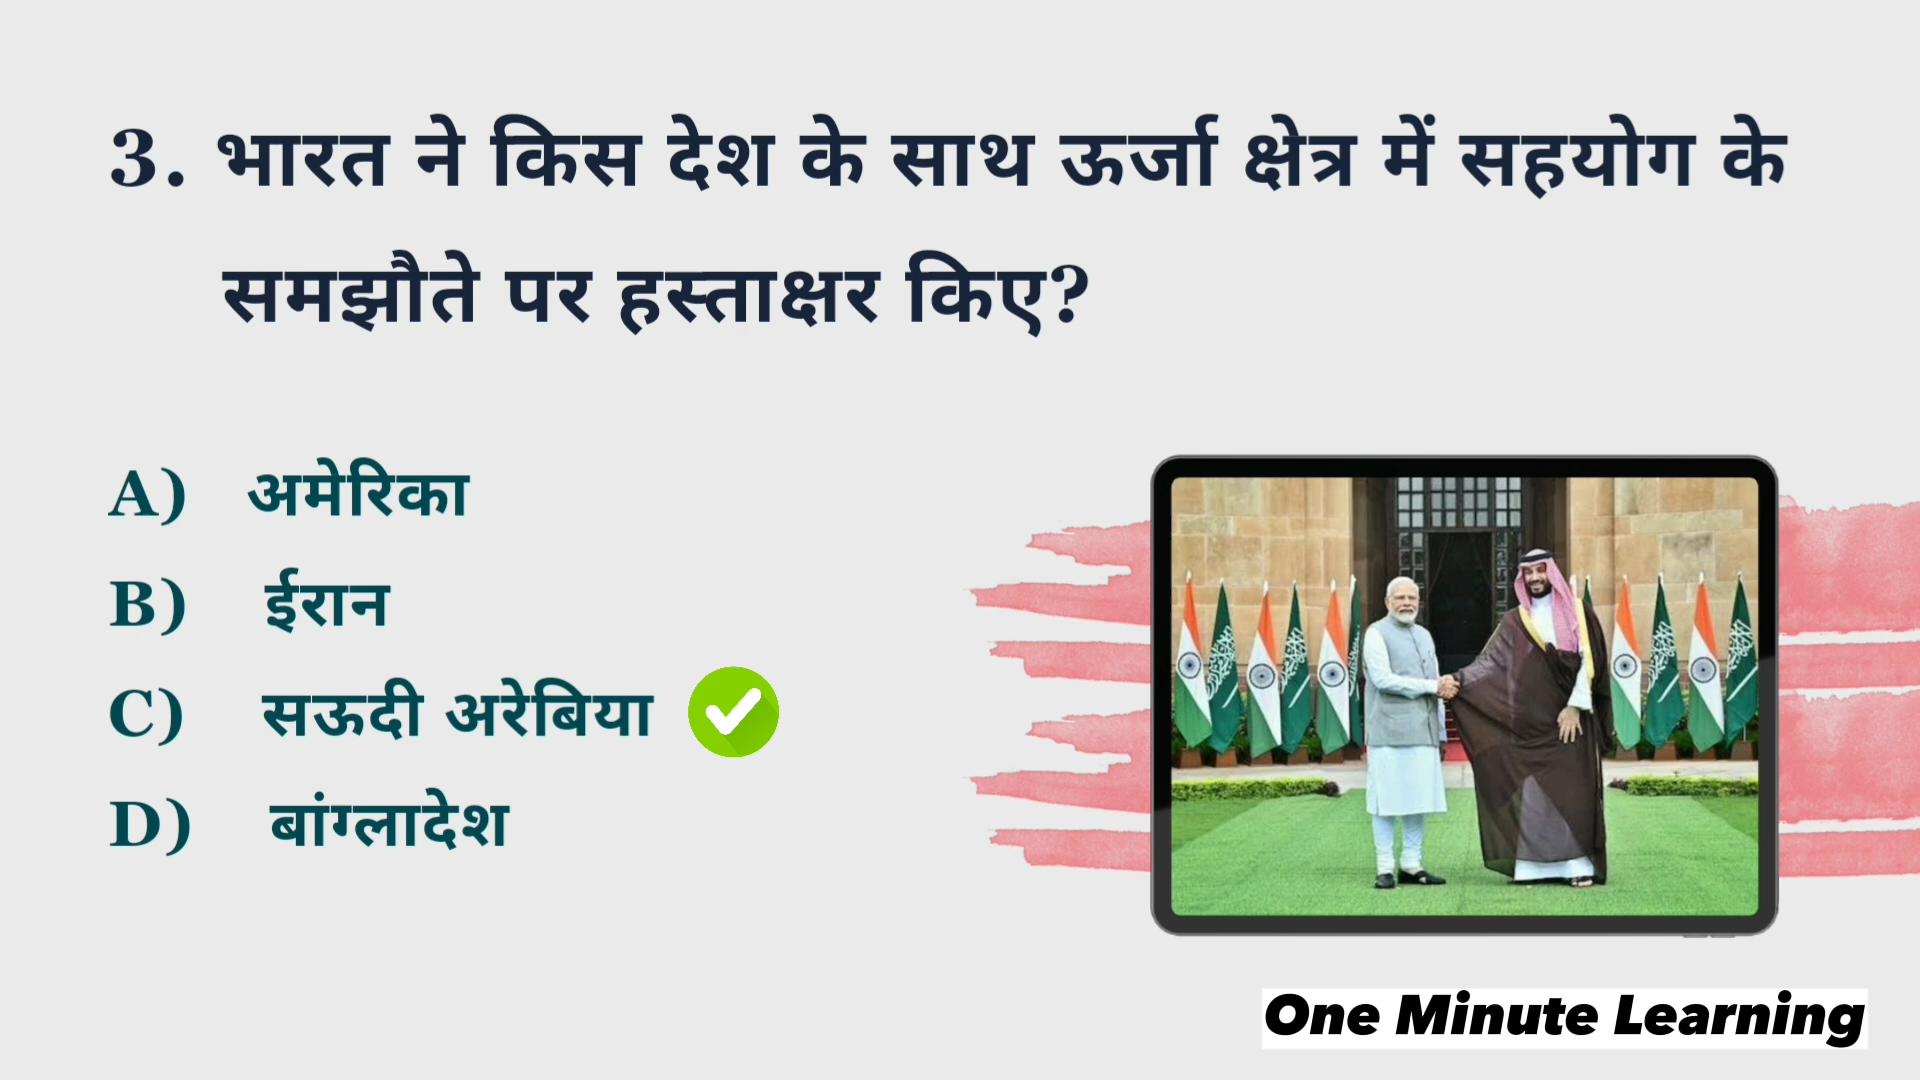 3. भारत ने किस देश के साथ ऊर्जा क्षेत्र में सहयोग के
समझौते पर हस्ताक्षर किए?
A) अमेरिका
B) ईरान
C) सऊदी अरेबिया
D) बांग्लादेश
One Minute Learning